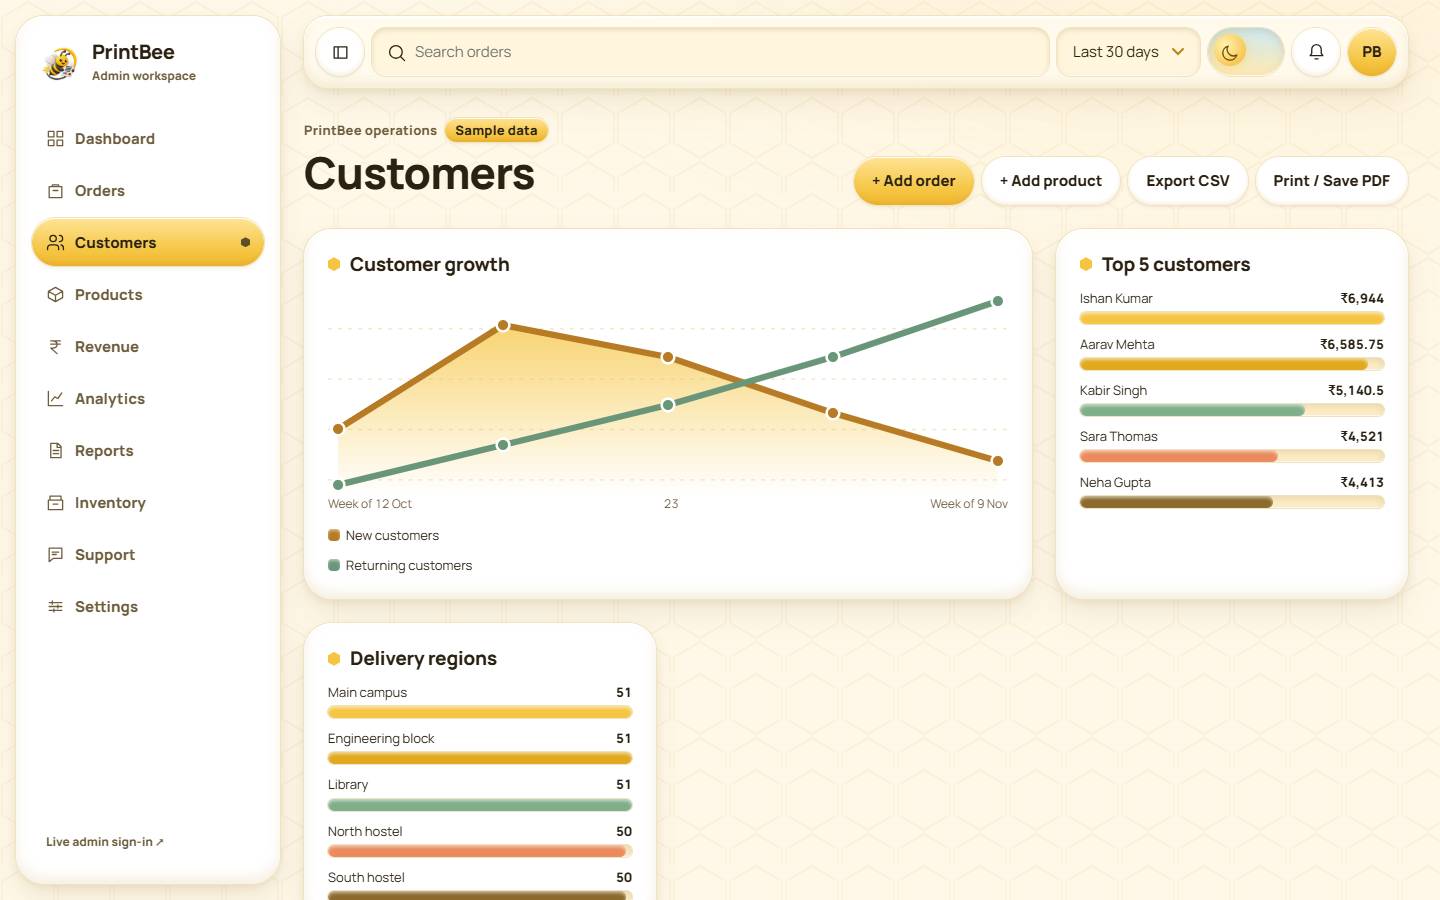 PrintBee
Admin workspace
Dashboard
Orders
Customers
Products
Revenue
Analytics
Reports
Inventory
Support
Settings
Live admin sign-in ↗
Search orders
Last 30 days
PB
PrintBee operations
Sample data
Customers
+ Add order
+ Add product
Export CSV
Print / Save PDF
Customer growth
Week of 12 Oct
23
Week of 9 Nov
New customers
Returning customers
Top 5 customers
Ishan Kumar ₹6,944
Aarav Mehta ₹6,585.75
Kabir Singh ₹5,140.5
Sara Thomas ₹4,521
Neha Gupta ₹4,413
Delivery regions
Main campus 51
Engineering block 51
Library 51
North hostel 50
South hostel 50